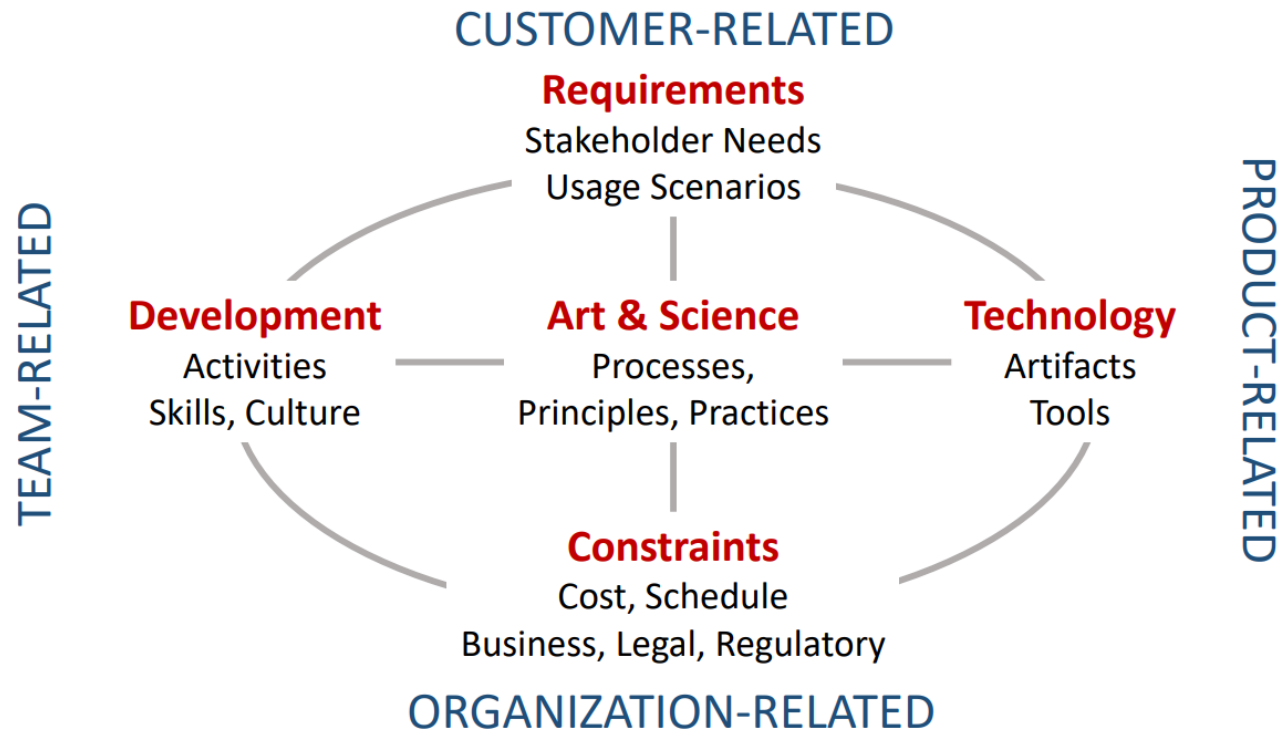 CUSTOMER-RELATED
Requirements
Stakeholder Needs
Usage Scenarios
TEAM-RELATED
Development
Activities
Skills, Culture
Art & Science
Processes,
Principles, Practices
Technology
Artifacts
Tools
PRODUCT-RELATED
Constraints
Cost, Schedule
Business, Legal, Regulatory
ORGANIZATION-RELATED